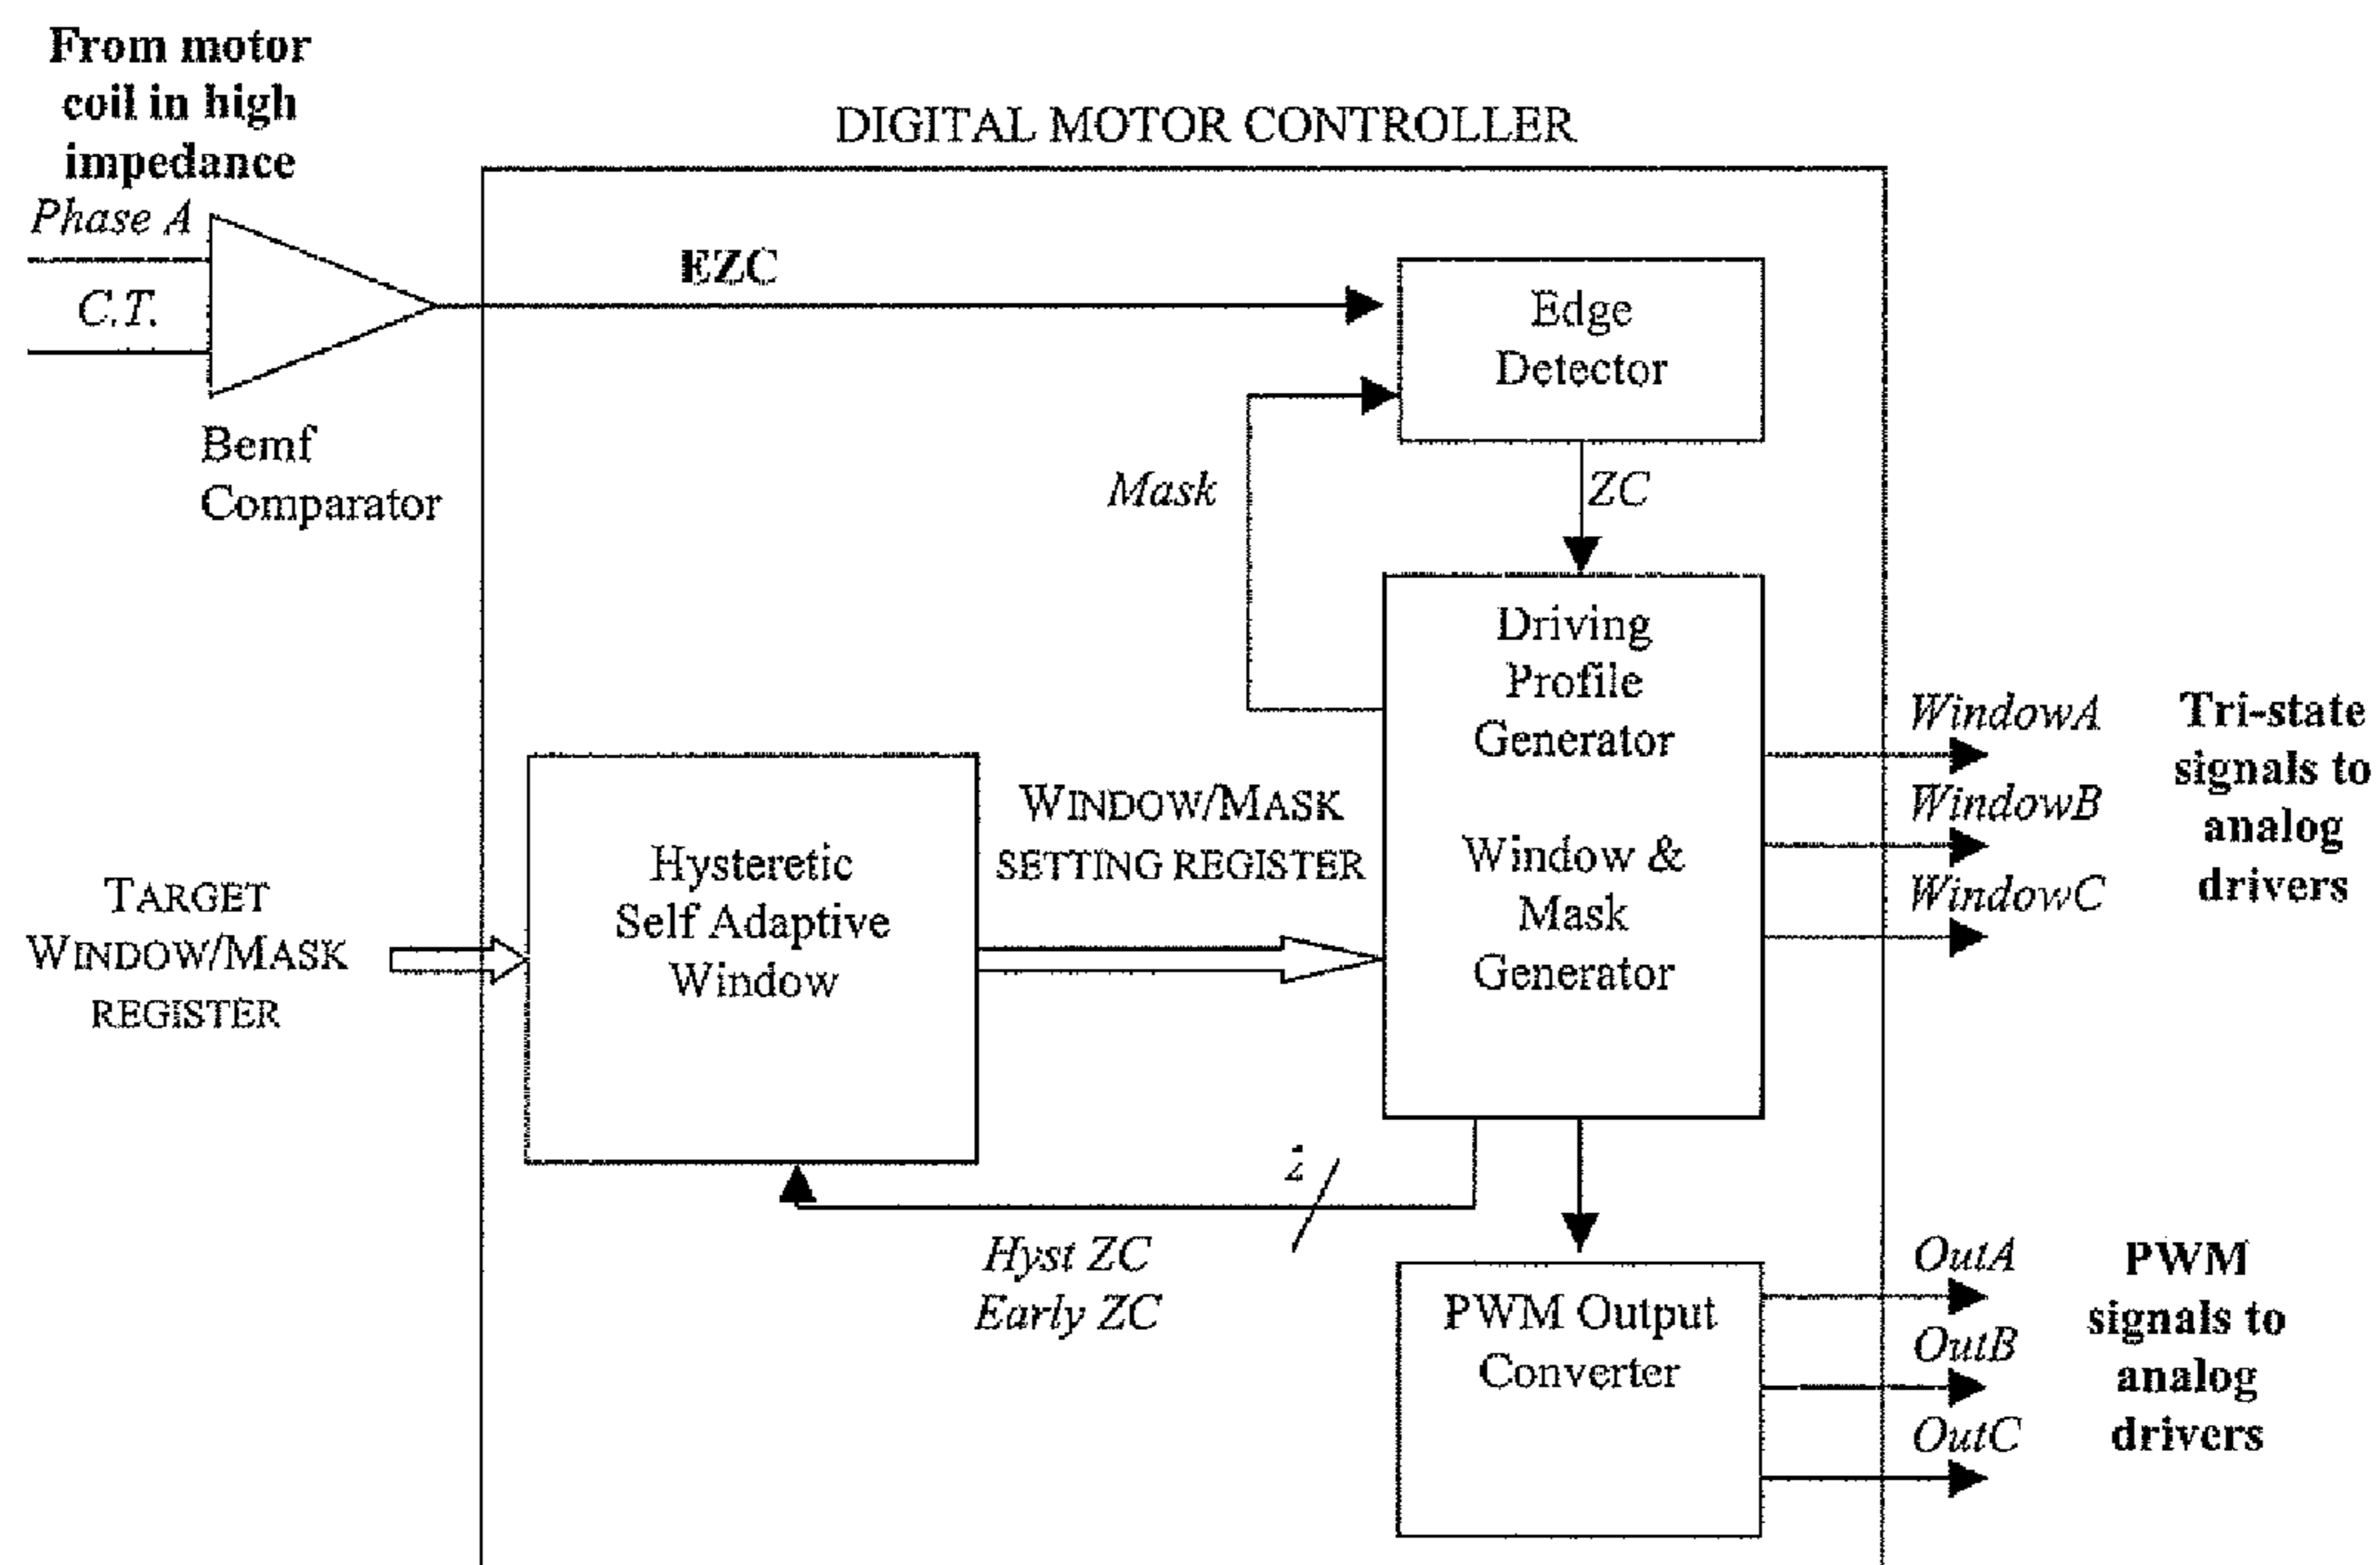 From motor
coil in high
impedance
Phase A
C.T.
Bemf
Comparator
DIGITAL MOTOR CONTROLLER
EZC
Edge
Detector
Mask
ZC
Driving
Profile
Generator
Window &
Mask
Generator
WindowA
WindowB
WindowC
Tri-state
signals to
analog
drivers
TARGET
WINDOW/MASK
REGISTER
Hysteretic
Self Adaptive
Window
WINDOW/MASK
SETTING REGISTER
Hyst ZC
Early ZC
PWM Output
Converter
OutA
OutB
OutC
PWM
signals to
analog
drivers